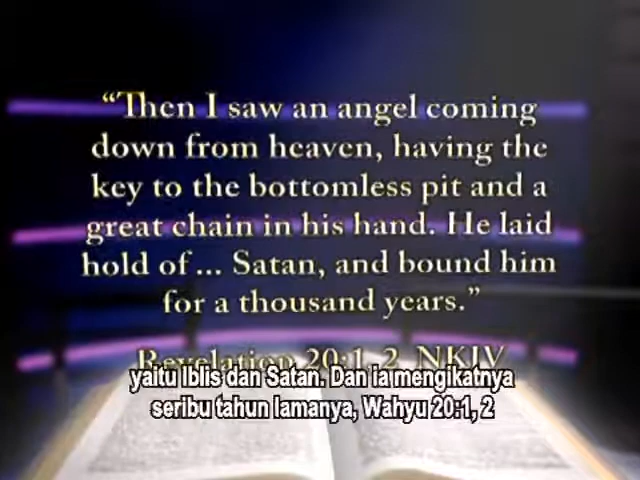 “Then I saw an angel coming
down from heaven, having the
key to the bottomless pit and a
great chain in his hand. He laid
hold of ... Satan, and bound him
for a thousand years.”
Revelation 20:1, 2, NKJV
yaitu Iblis dan Satan. Dan ia mengikatnya
seribu tahun lamanya, Wahyu 20:1, 2